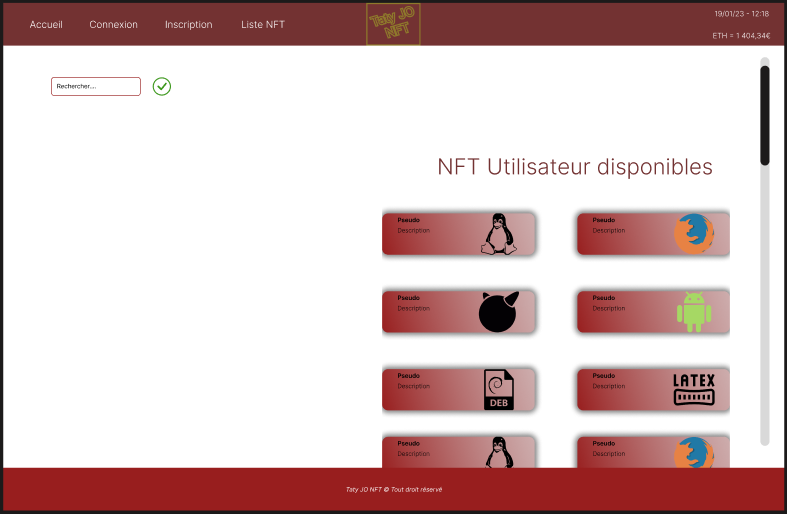 Accueil
Connexion
Inscription
Liste NFT
Taty JO
NFT
19/01/23 - 12:18
ETH = 1 404,34€
Rechercher....
NFT Utilisateur disponibles
Pseudo
Description
Pseudo
Description
Pseudo
Description
Pseudo
Description
Pseudo
Description
DEB
Pseudo
Description
LATEX
Pseudo
Description
Pseudo
Description
Taty JO NFT © Tout droit réservé